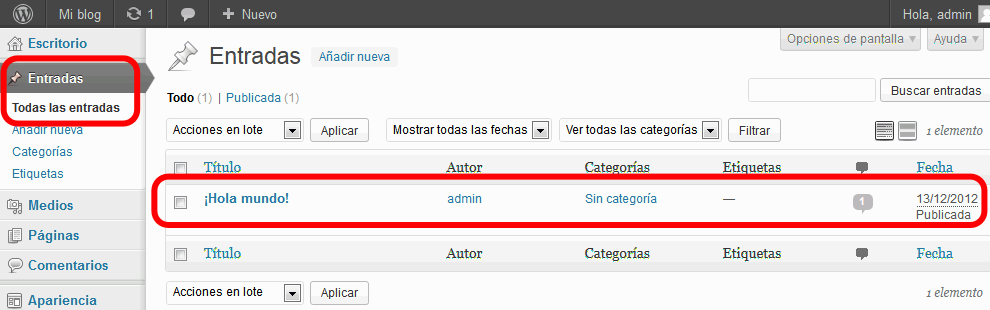 Mi blog 1 Nuevo Hola, admin
Escritorio
Entradas
Todas las entradas
Añadir nueva
Categorías
Etiquetas
Medios
Páginas
Comentarios
Apariencia
Opciones de pantalla Ayuda
Entradas Añadir nueva
Todo (1) | Publicada (1)
Buscar entradas
Acciones en lote Aplicar Mostrar todas las fechas Ver todas las categorías Filtrar 1 elemento
Título Autor Categorías Etiquetas Fecha
¡Hola mundo! admin Sin categoría — 1 13/12/2012
Publicada
Título Autor Categorías Etiquetas Fecha
Acciones en lote Aplicar 1 elemento